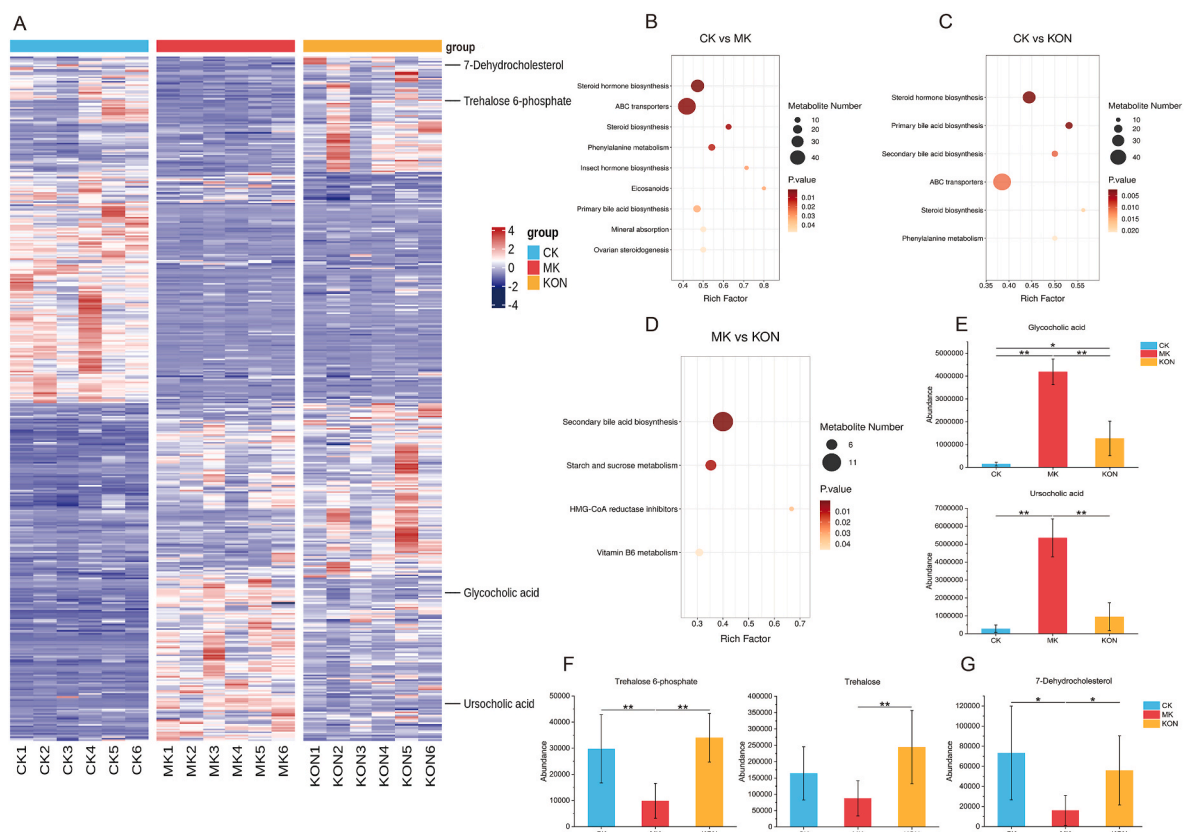 A
group
7-Dehydrocholesterol
Trehalose 6-phosphate
Glycocholic acid
Ursocholic acid
CK1 CK2 CK3 CK4 CK5 CK6 MK1 MK2 MK3 MK4 MK5 MK6 KON1 KON2 KON3 KON4 KON5 KON6
4
2
0
-2
-4
group
CK
MK
KON
B
CK vs MK
Steroid hormone biosynthesis
ABC transporters
Steroid biosynthesis
Phenylalanine metabolism
Insect hormone biosynthesis
Eicosanoids
Primary bile acid biosynthesis
Mineral absorption
Ovarian steroidogenesis
0.4 0.5 0.6 0.7 0.8
Rich Factor
Metabolite Number
10
20
30
40
P.value
0.01
0.02
0.03
0.04
C
CK vs KON
Steroid hormone biosynthesis
Primary bile acid biosynthesis
Secondary bile acid biosynthesis
ABC transporters
Steroid biosynthesis
Phenylalanine metabolism
0.35 0.40 0.45 0.50 0.55
Rich Factor
Metabolite Number
10
20
30
40
P.value
0.005
0.010
0.015
0.020
D
MK vs KON
Secondary bile acid biosynthesis
Starch and sucrose metabolism
HMG-CoA reductase inhibitors
Vitamin B6 metabolism
0.3 0.4 0.5 0.6 0.7
Rich Factor
Metabolite Number
6
11
P.value
0.01
0.02
0.03
0.04
E
Glycocholic acid
Abundance
5000000
4000000
3000000
2000000
1000000
0
*
** **
CK MK KON
CK
MK
KON
Ursocholic acid
Abundance
7000000
6000000
5000000
4000000
3000000
2000000
1000000
0
** **
CK MK KON
F
Trehalose 6-phosphate
Abundance
50000
40000
30000
20000
10000
0
** **
CK MK KON
Trehalose
Abundance
400000
350000
300000
250000
200000
150000
100000
50000
0
**
CK MK KON
G
7-Dehydrocholesterol
Abundance
120000
100000
80000
60000
40000
20000
0
* *
CK MK KON
CK
MK
KON